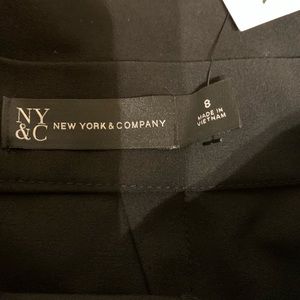 NY
&C
NEW YORK & COMPANY
8
MADE IN
VIETNAM